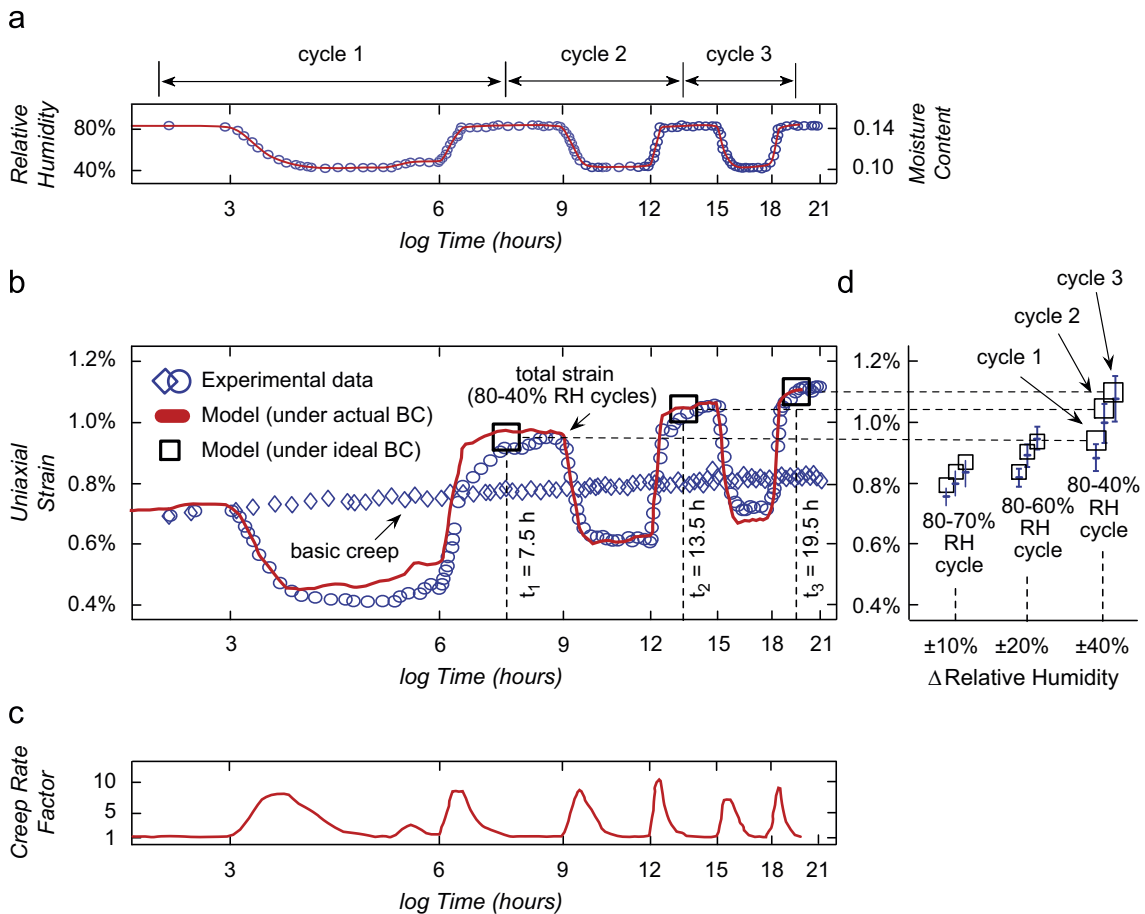 a
cycle 1
cycle 2
cycle 3
Relative
Humidity
80%
40%
0.14
0.10
Moisture
Content
3
6
9
12
15
18
21
log Time (hours)
b
Uniaxial
Strain
1.2%
1.0%
0.8%
0.6%
0.4%
Experimental data
Model (under actual BC)
Model (under ideal BC)
total strain
(80-40% RH cycles)
basic creep
t1 = 7.5 h
t2 = 13.5 h
t3 = 19.5 h
3
6
9
12
15
18
21
log Time (hours)
d
cycle 3
cycle 2
cycle 1
1.2%
1.0%
0.8%
0.6%
0.4%
80-70%
RH
cycle
80-60%
RH
cycle
80-40%
RH
cycle
±10%
±20%
±40%
Δ Relative Humidity
c
Creep Rate
Factor
10
5
1
3
6
9
12
15
18
21
log Time (hours)